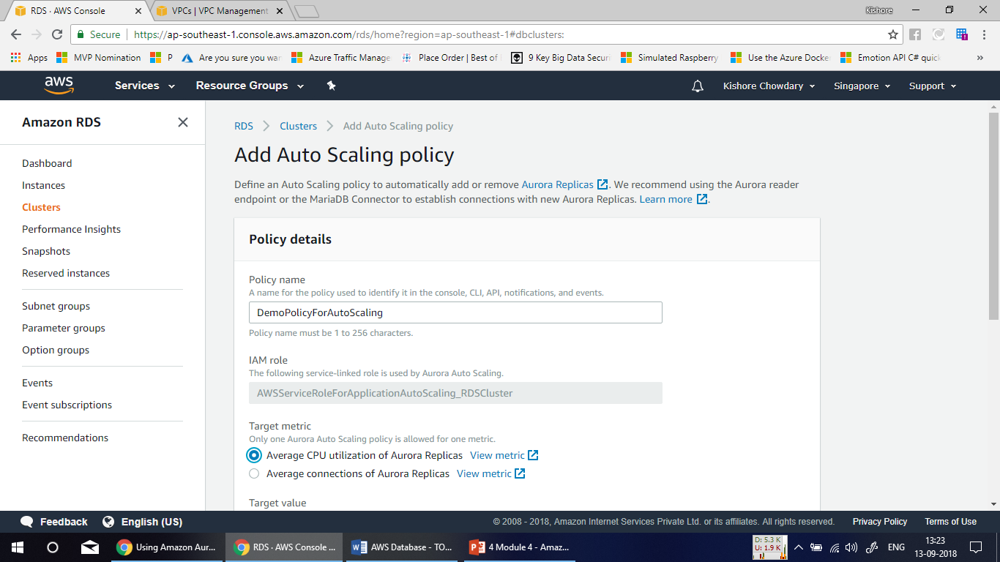 RDS · AWS Console
VPCs | VPC Management
Kishore
Secure
https://ap-southeast-1.console.aws.amazon.com/rds/home?region=ap-southeast-1#dbclusters:
Apps
MVP Nomination
P
Are you sure you wan
Azure Traffic Manage
Place Order | Best of
9 Key Big Data Securi
Simulated Raspberry
Use the Azure Docke
Emotion API C# quick
»
aws
Services
Resource Groups
Kishore Chowdary
Singapore
Support
Amazon RDS
Dashboard
Instances
Clusters
Performance Insights
Snapshots
Reserved instances
Subnet groups
Parameter groups
Option groups
Events
Event subscriptions
Recommendations
RDS
Clusters
Add Auto Scaling policy
Add Auto Scaling policy
Define an Auto Scaling policy to automatically add or remove Aurora Replicas. We recommend using the Aurora reader
endpoint or the MariaDB Connector to establish connections with new Aurora Replicas. Learn more.
Policy details
Policy name
A name for the policy used to identify it in the console, CLI, API, notifications, and events.
DemoPolicyForAutoScaling
Policy name must be 1 to 256 characters.
IAM role
The following service-linked role is used by Aurora Auto Scaling.
AWSServiceRoleForApplicationAutoScaling_RDSCluster
Target metric
Only one Aurora Auto Scaling policy is allowed for one metric.
Average CPU utilization of Aurora Replicas View metric
Average connections of Aurora Replicas View metric
Target value
Feedback
English (US)
© 2008 - 2018, Amazon Internet Services Private Ltd. or its affiliates. All rights reserved.
Privacy Policy
Terms of Use
Using Amazon Aur...
RDS · AWS Console ...
AWS Database - TO...
4 Module 4 - Amaz...
D: 5.3 K
U: 1.9 K
ENG
13:23
13-09-2018